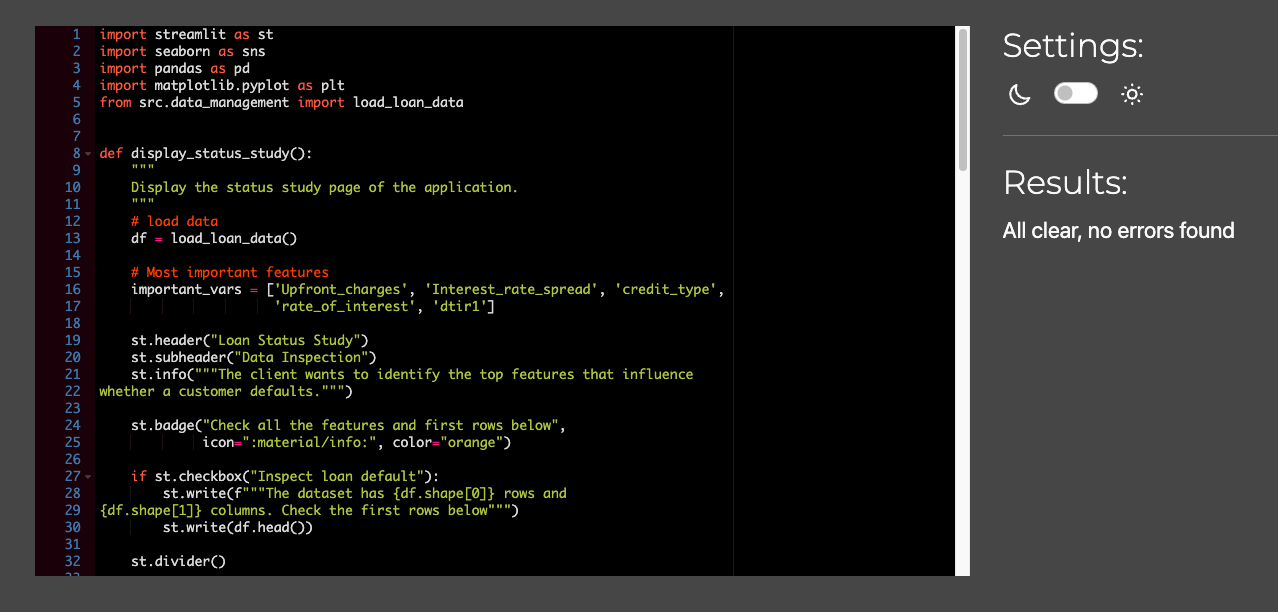 1 import streamlit as st
2 import seaborn as sns
3 import pandas as pd
4 import matplotlib.pyplot as plt
5 from src.data_management import load_loan_data
6
7
8 def display_status_study():
9     """
10     Display the status study page of the application.
11     """
12     # load data
13     df = load_loan_data()
14
15     # Most important features
16     important_vars = ['Upfront_charges', 'Interest_rate_spread', 'credit_type',
17                       'rate_of_interest', 'dtir1']
18
19     st.header("Loan Status Study")
20     st.subheader("Data Inspection")
21     st.info("""The client wants to identify the top features that influence
22 whether a customer defaults.""")
23
24     st.badge("Check all the features and first rows below",
25              icon=":material/info:", color="orange")
26
27     if st.checkbox("Inspect loan default"):
28         st.write(f"""The dataset has {df.shape[0]} rows and
29 {df.shape[1]} columns. Check the first rows below""")
30         st.write(df.head())
31
32     st.divider()
Settings:
Results:
All clear, no errors found